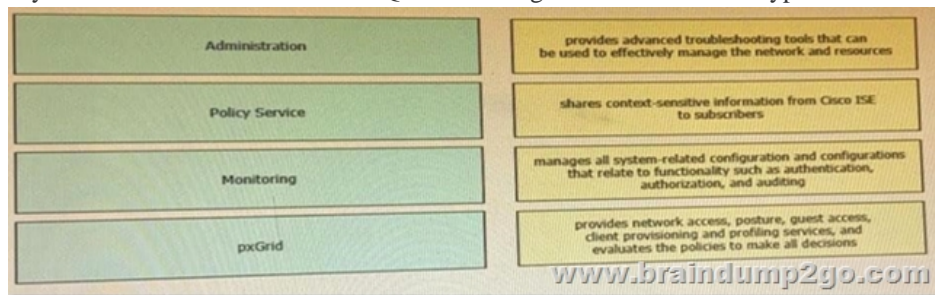 Administration
provides advanced troubleshooting tools that can
be used to effectively manage the network and resources
Policy Service
shares context-sensitive information from Cisco ISE
to subscribers
Monitoring
manages all system-related configuration and configurations
that relate to functionality such as authentication,
authorization, and auditing
pxGrid
provides network access, posture, guest access,
client provisioning and profiling services, and
evaluates the policies to make all decisions
www.braindump2go.com